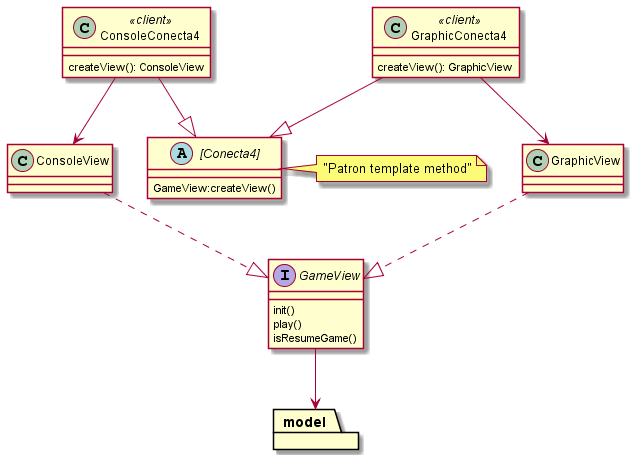 C
«client»
ConsoleConecta4
createView(): ConsoleView
C
«client»
GraphicConecta4
createView(): GraphicView
C ConsoleView
A [Conecta4]
GameView:createView()
"Patron template method"
C GraphicView
I GameView
init()
play()
isResumeGame()
model